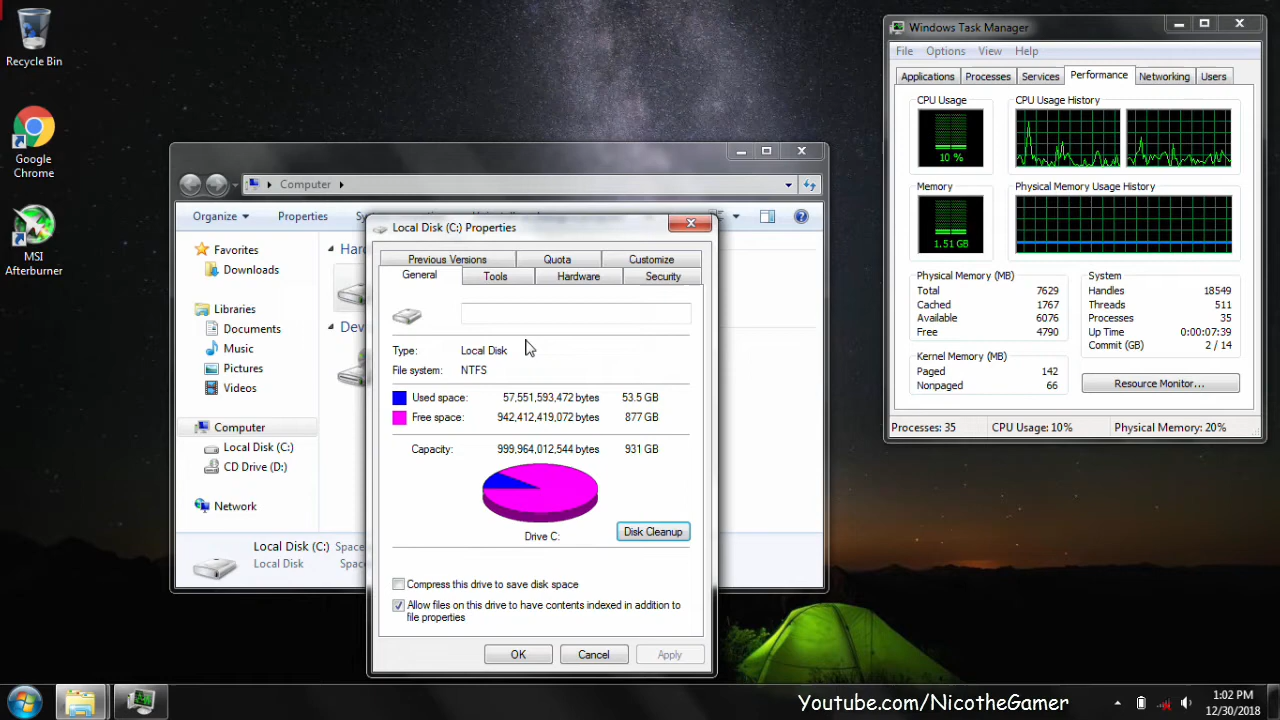 Recycle Bin
Google
Chrome
MSI
Afterburner
Computer
Organize
Properties
Favorites
Downloads
Libraries
Documents
Music
Pictures
Videos
Computer
Local Disk (C:)
CD Drive (D:)
Network
Local Disk (C:) Space
Local Disk Space
Local Disk (C:) Properties
Previous Versions Quota Customize
General Tools Hardware Security
Type: Local Disk
File system: NTFS
Used space: 57,551,593,472 bytes 53.5 GB
Free space: 942,412,419,072 bytes 877 GB
Capacity: 999,964,012,544 bytes 931 GB
Drive C:
Disk Cleanup
Compress this drive to save disk space
Allow files on this drive to have contents indexed in addition to
file properties
OK Cancel Apply
Windows Task Manager
File Options View Help
Applications Processes Services Performance Networking Users
CPU Usage CPU Usage History
10 %
Memory Physical Memory Usage History
1.51 GB
Physical Memory (MB)
Total 7629
Cached 1767
Available 6076
Free 4790
Kernel Memory (MB)
Paged 142
Nonpaged 66
System
Handles 18549
Threads 511
Processes 35
Up Time 0:00:07:39
Commit (GB) 2 / 14
Resource Monitor...
Processes: 35 CPU Usage: 10% Physical Memory: 20%
Youtube.com/NicotheGamer
1:02 PM
12/30/2018